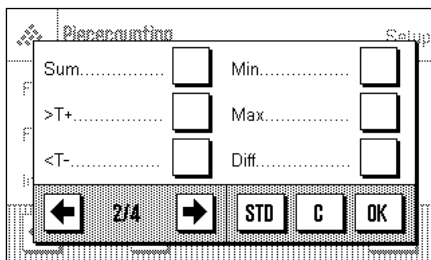 Piececounting
Setup
Sum................
Min................
>T+................
Max................
<T-................
Diff................
2/4
STD
C
OK